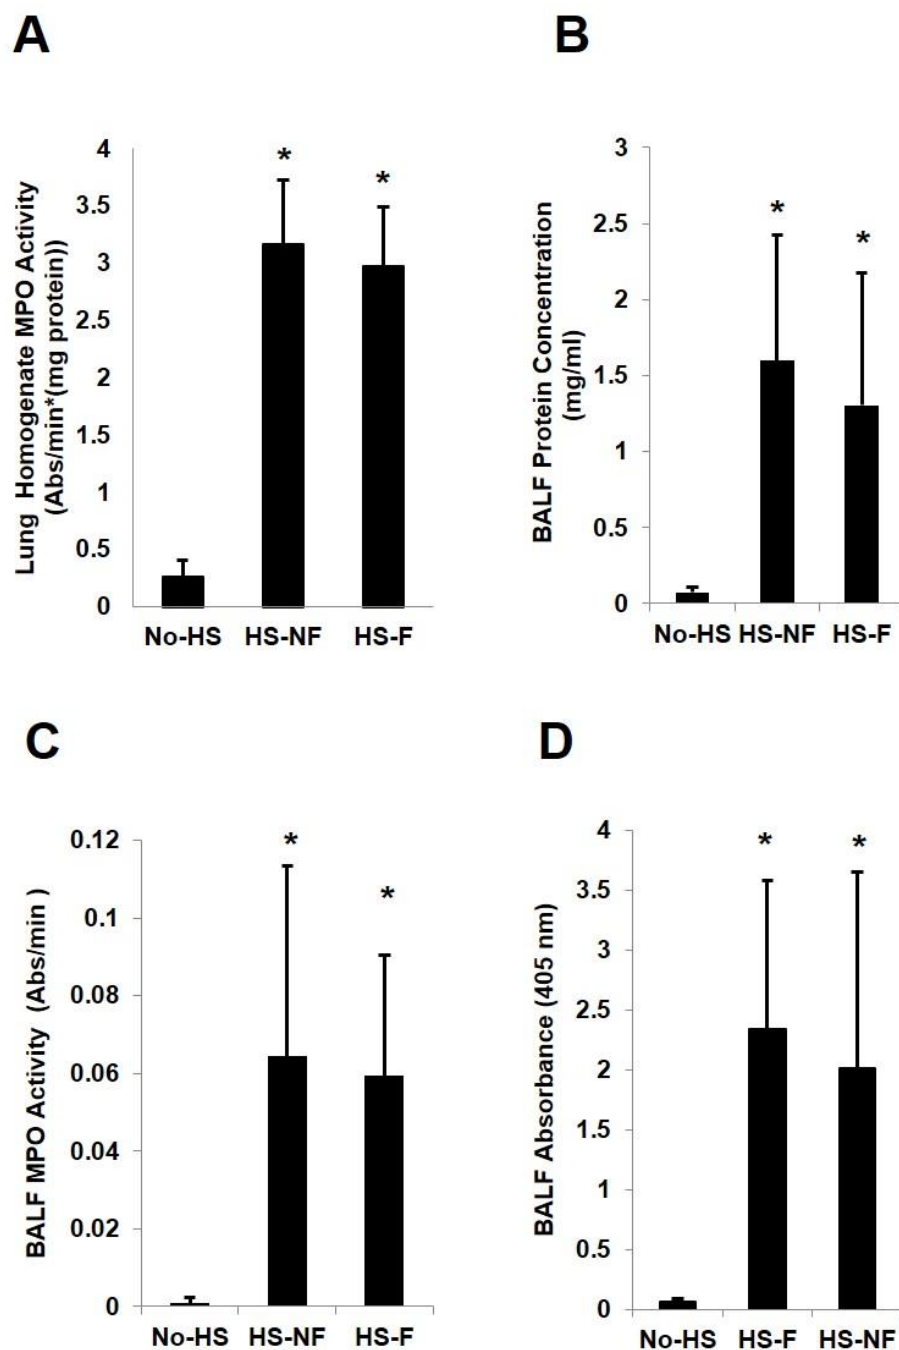 A
Lung Homogenate MPO Activity
(Abs/min*(mg protein))
4
3.5
3
2.5
2
1.5
1
0.5
0
*
*
No-HS HS-NF HS-F
B
BALF Protein Concentration
(mg/ml)
3
2.5
2
1.5
1
0.5
0
*
*
No-HS HS-NF HS-F
C
BALF MPO Activity (Abs/min )
0.12
0.1
0.08
0.06
0.04
0.02
0
*
*
No-HS HS-NF HS-F
D
BALF Absorbance (405 nm)
4
3.5
3
2.5
2
1.5
1
0.5
0
*
*
No-HS HS-F HS-NF